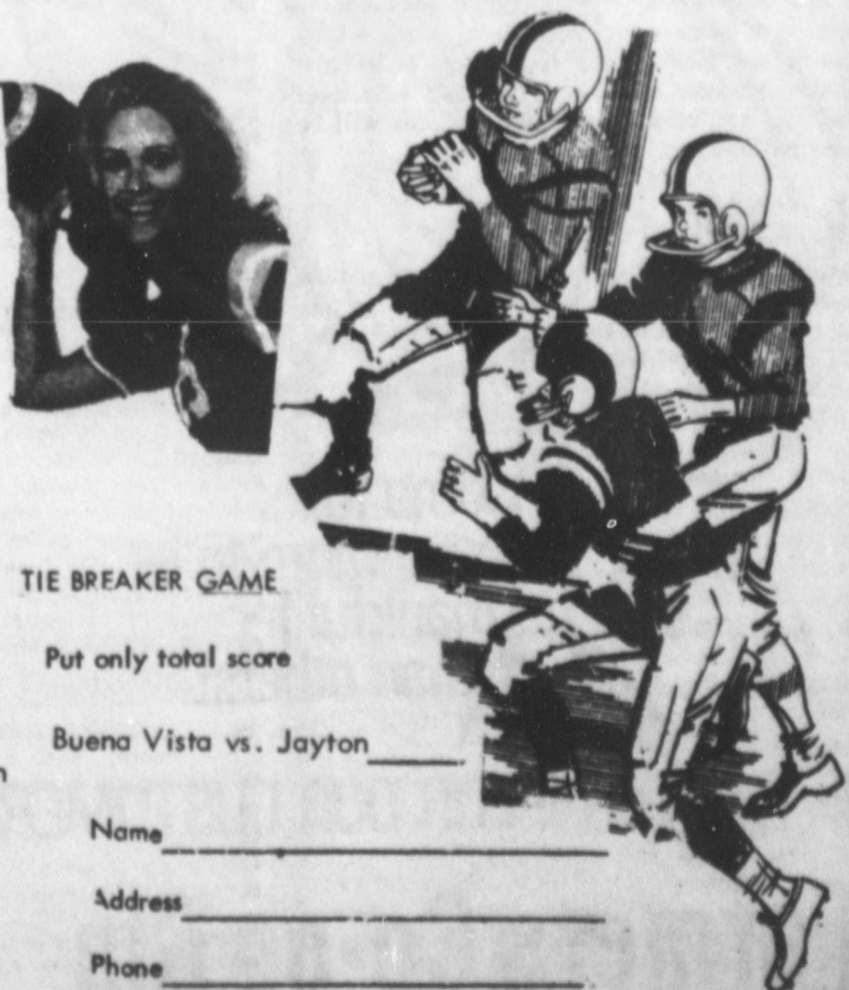 TIE BREAKER GAME
Put only total score
Buena Vista vs. Jayton
Name
Address
Phone